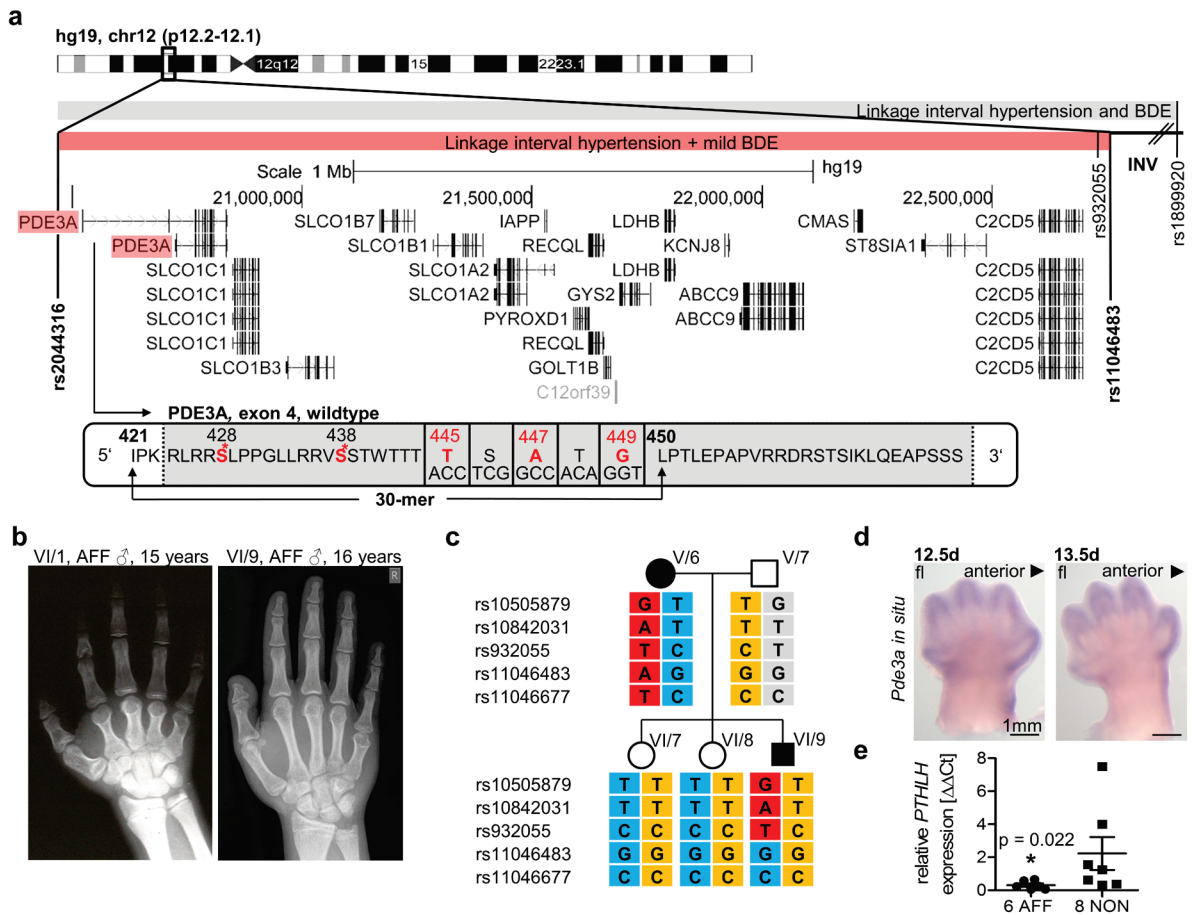 a
hg19, chr12 (p12.2-12.1)
12q12 15 22 23.1
Linkage interval hypertension and BDE
Linkage interval hypertension + mild BDE
INV
rs932055
rs1899920
Scale 1 Mb hg19
21,000,000 21,500,000 22,000,000 22,500,000
PDE3A SLCO1B7 IAPP LDHB CMAS C2CD5
PDE3A SLCO1B1 RECQL KCNJ8 ST8SIA1
SLCO1C1 SLCO1A2 LDHB C2CD5
SLCO1C1 SLCO1A2 GYS2 ABCC9 C2CD5
SLCO1C1 PYROXD1 ABCC9 C2CD5
SLCO1C1 RECQL C2CD5
SLCO1B3 GOLT1B C2CD5
C12orf39
rs2044316
rs11046483
PDE3A, exon 4, wildtype
421 428 438 445 447 449 450
5‘ IPK RLRRS*LPPGLLRRVS*STWTTT T S A T G LPTLEPAPVRRDRSTSIKLQEAPSSS 3‘
ACC TCG GCC ACA GGT
30-mer
b
VI/1, AFF ♂, 15 years VI/9, AFF ♂, 16 years
R
c
V/6 V/7
rs10505879 G T T G
rs10842031 A T T T
rs932055 T C C T
rs11046483 A G G G
rs11046677 T C C C
VI/7 VI/8 VI/9
rs10505879 T T T T G T
rs10842031 T T T T A T
rs932055 C C C C T C
rs11046483 G G G G G G
rs11046677 C C C C C C
d
12.5d 13.5d
fl anterior ► fl anterior ►
Pde3a in situ
1mm
e
relative PTHLH
expression [ΔΔCt]
8
6
4
2
0
p = 0.022
*
6 AFF 8 NON